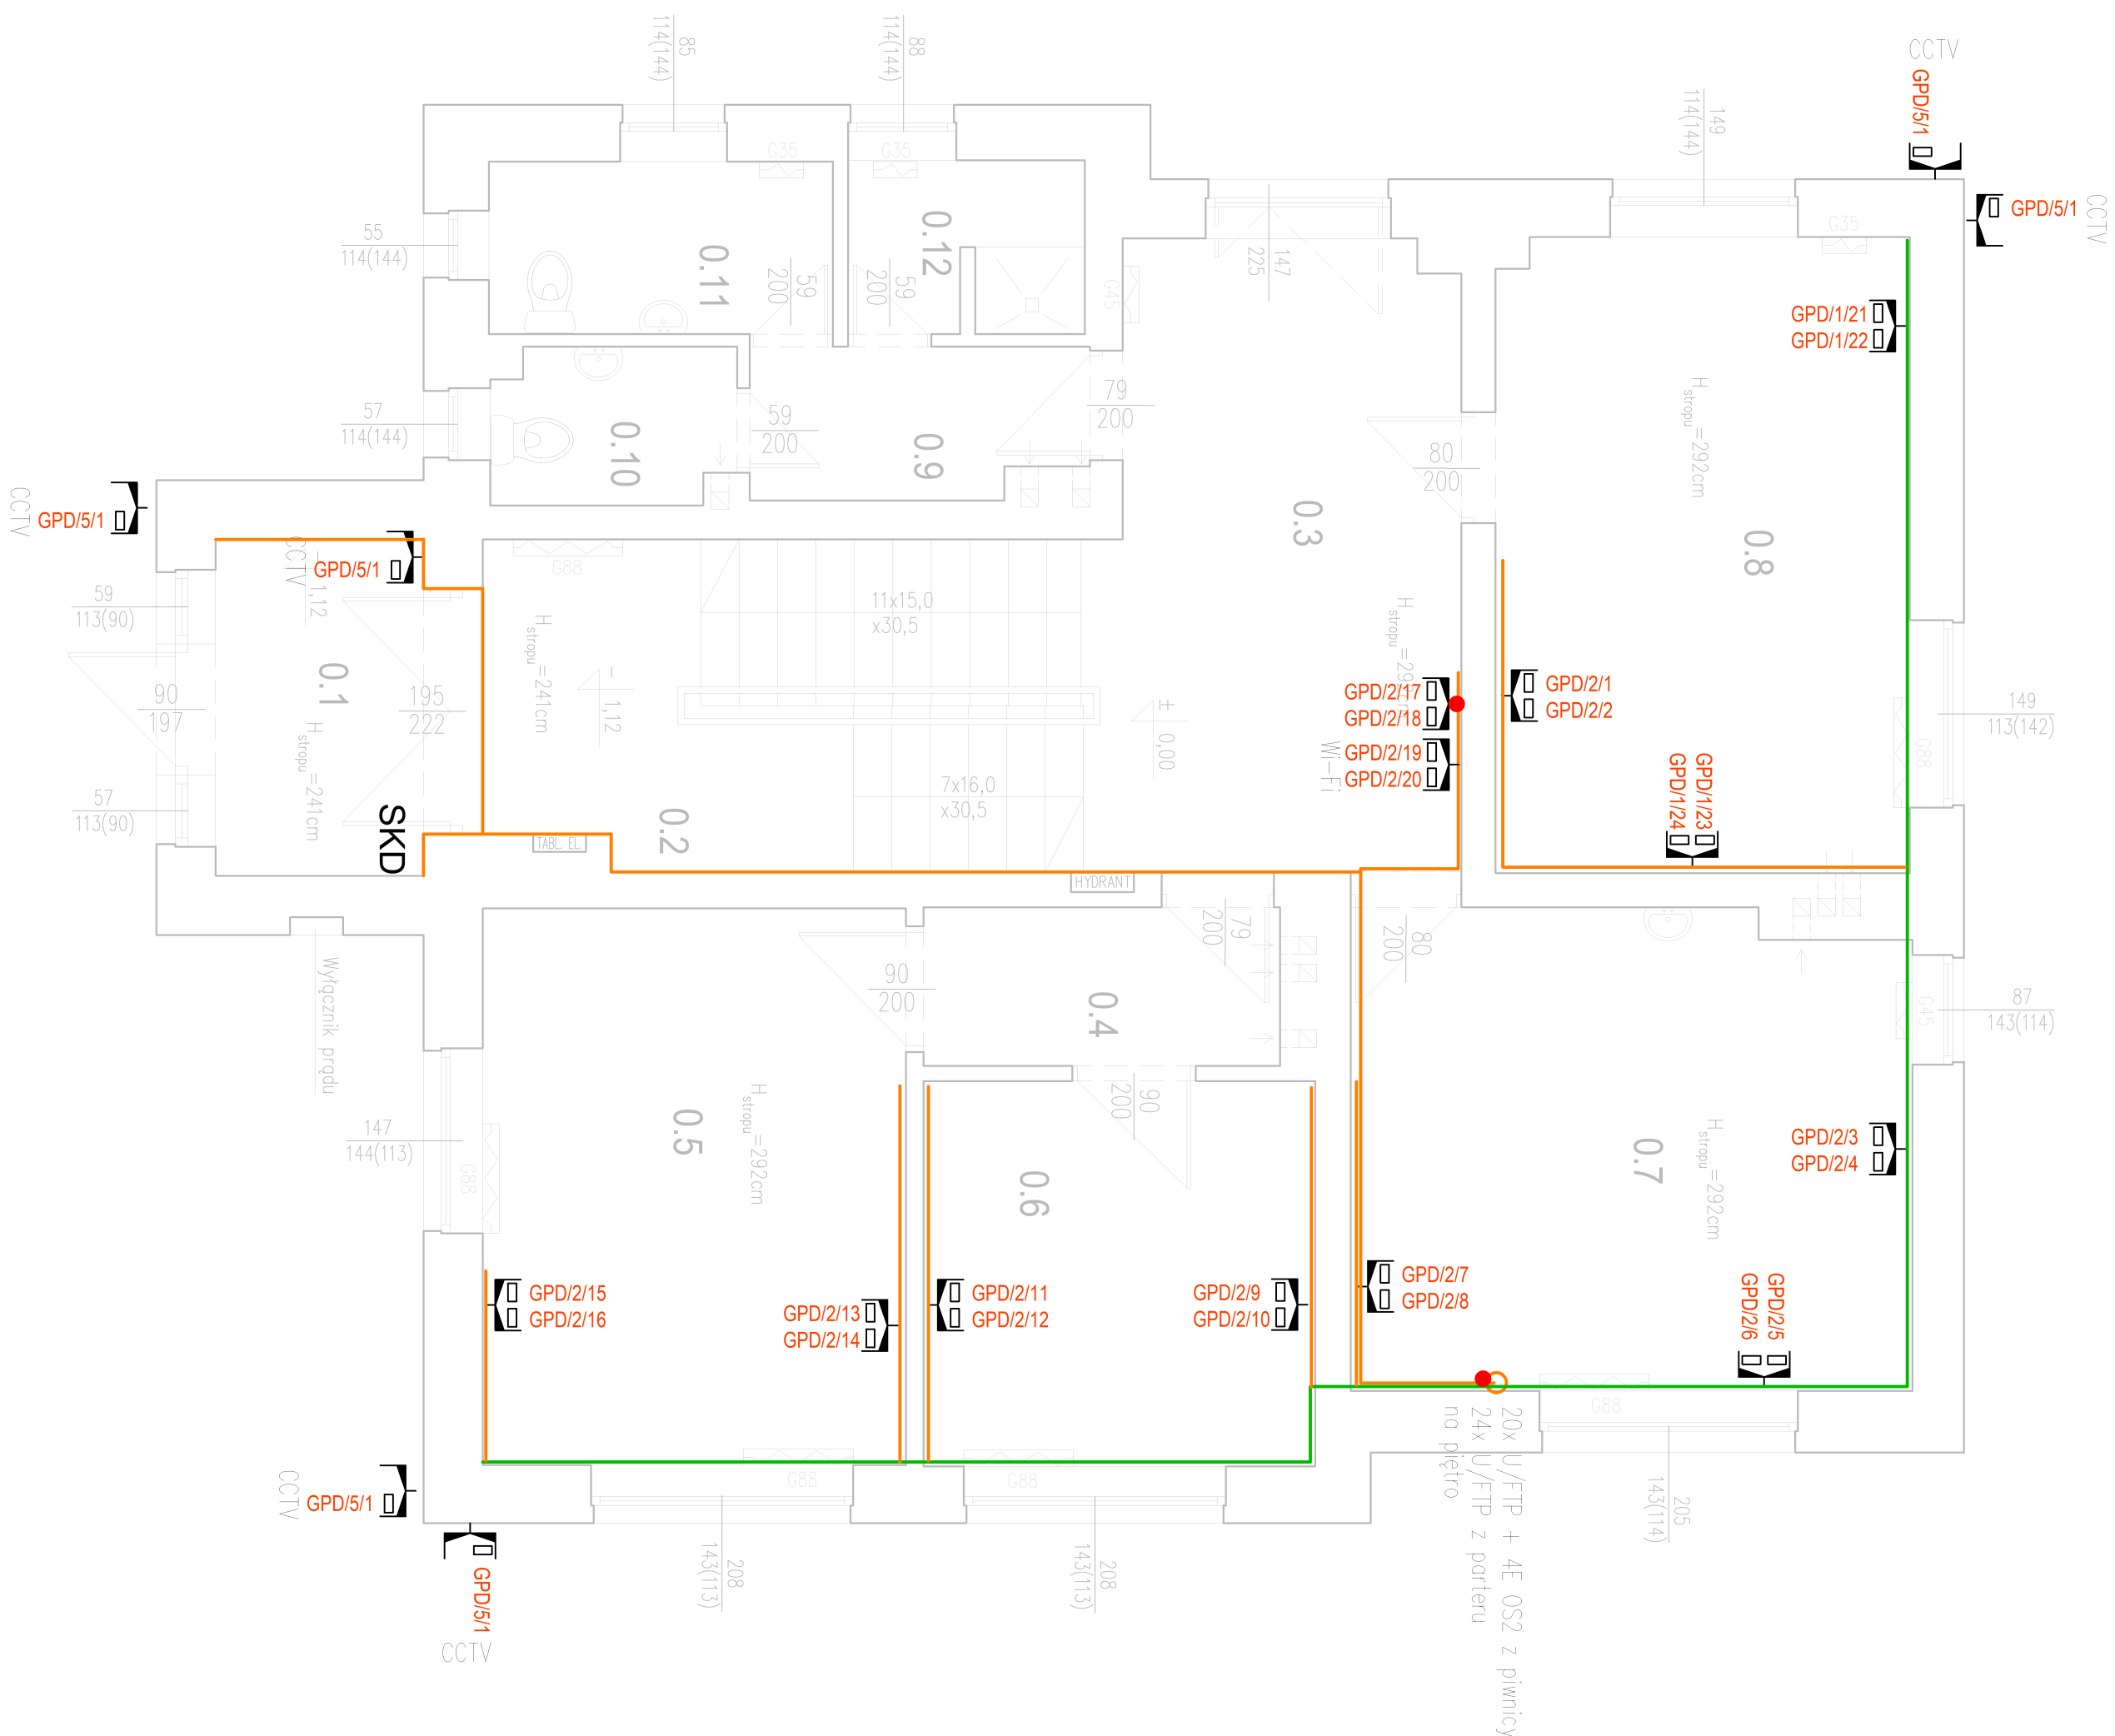 85
114(144)
88
114(144)
149
114(144)
CCTV
GPD/5/1
GPD/5/1
CCTV
G35
G35
G35
55
114(144)
0.11
0.12
59
200
59
200
147
225
G45
GPD/1/21
GPD/1/22
H stropu =292cm
57
114(144)
0.10
59
200
0.9
79
200
80
200
0.3
0.8
CCTV
GPD/5/1
CCTV
GPD/5/1
-1,12
G88
11x15,0
x30,5
H stropu =241cm
H stropu =292cm
59
113(90)
0.1
H stropu =241cm
90
197
195
222
-1,12
± 0,00
GPD/2/17
GPD/2/18
GPD/2/19
GPD/2/20
Wi-Fi
GPD/2/1
GPD/2/2
149
113(142)
G88
GPD/1/23
GPD/1/24
57
113(90)
SKD
0.2
7x16,0
x30,5
TABL. EL.
HYDRANT
Wyłącznik prądu
90
200
0.4
79
200
80
200
G45
87
143(114)
147
144(113)
G88
0.5
H stropu =292cm
90
200
0.6
0.7
H stropu =292cm
GPD/2/3
GPD/2/4
GPD/2/15
GPD/2/16
GPD/2/13
GPD/2/14
GPD/2/11
GPD/2/12
GPD/2/9
GPD/2/10
GPD/2/7
GPD/2/8
GPD/2/5
GPD/2/6
G88
G88
G88
20x U/FTP + 4E OS2 z piwnicy
24x U/FTP z parteru
na piętro
205
143(114)
CCTV
GPD/5/1
GPD/5/1
CCTV
208
143(113)
208
143(113)